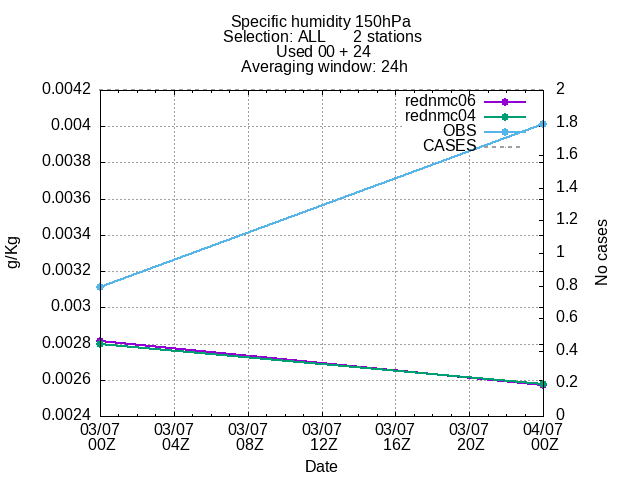 Specific humidity 150hPa
Selection: ALL 2 stations
Used 00 + 24
Averaging window: 24h
rednmc06
rednmc04
OBS
CASES
g/Kg
0.0042
0.004
0.0038
0.0036
0.0034
0.0032
0.003
0.0028
0.0026
0.0024
2
1.8
1.6
1.4
1.2
1
0.8
0.6
0.4
0.2
0
No cases
03/07 03/07 03/07 03/07 03/07 03/07 04/07
00Z 04Z 08Z 12Z 16Z 20Z 00Z
Date